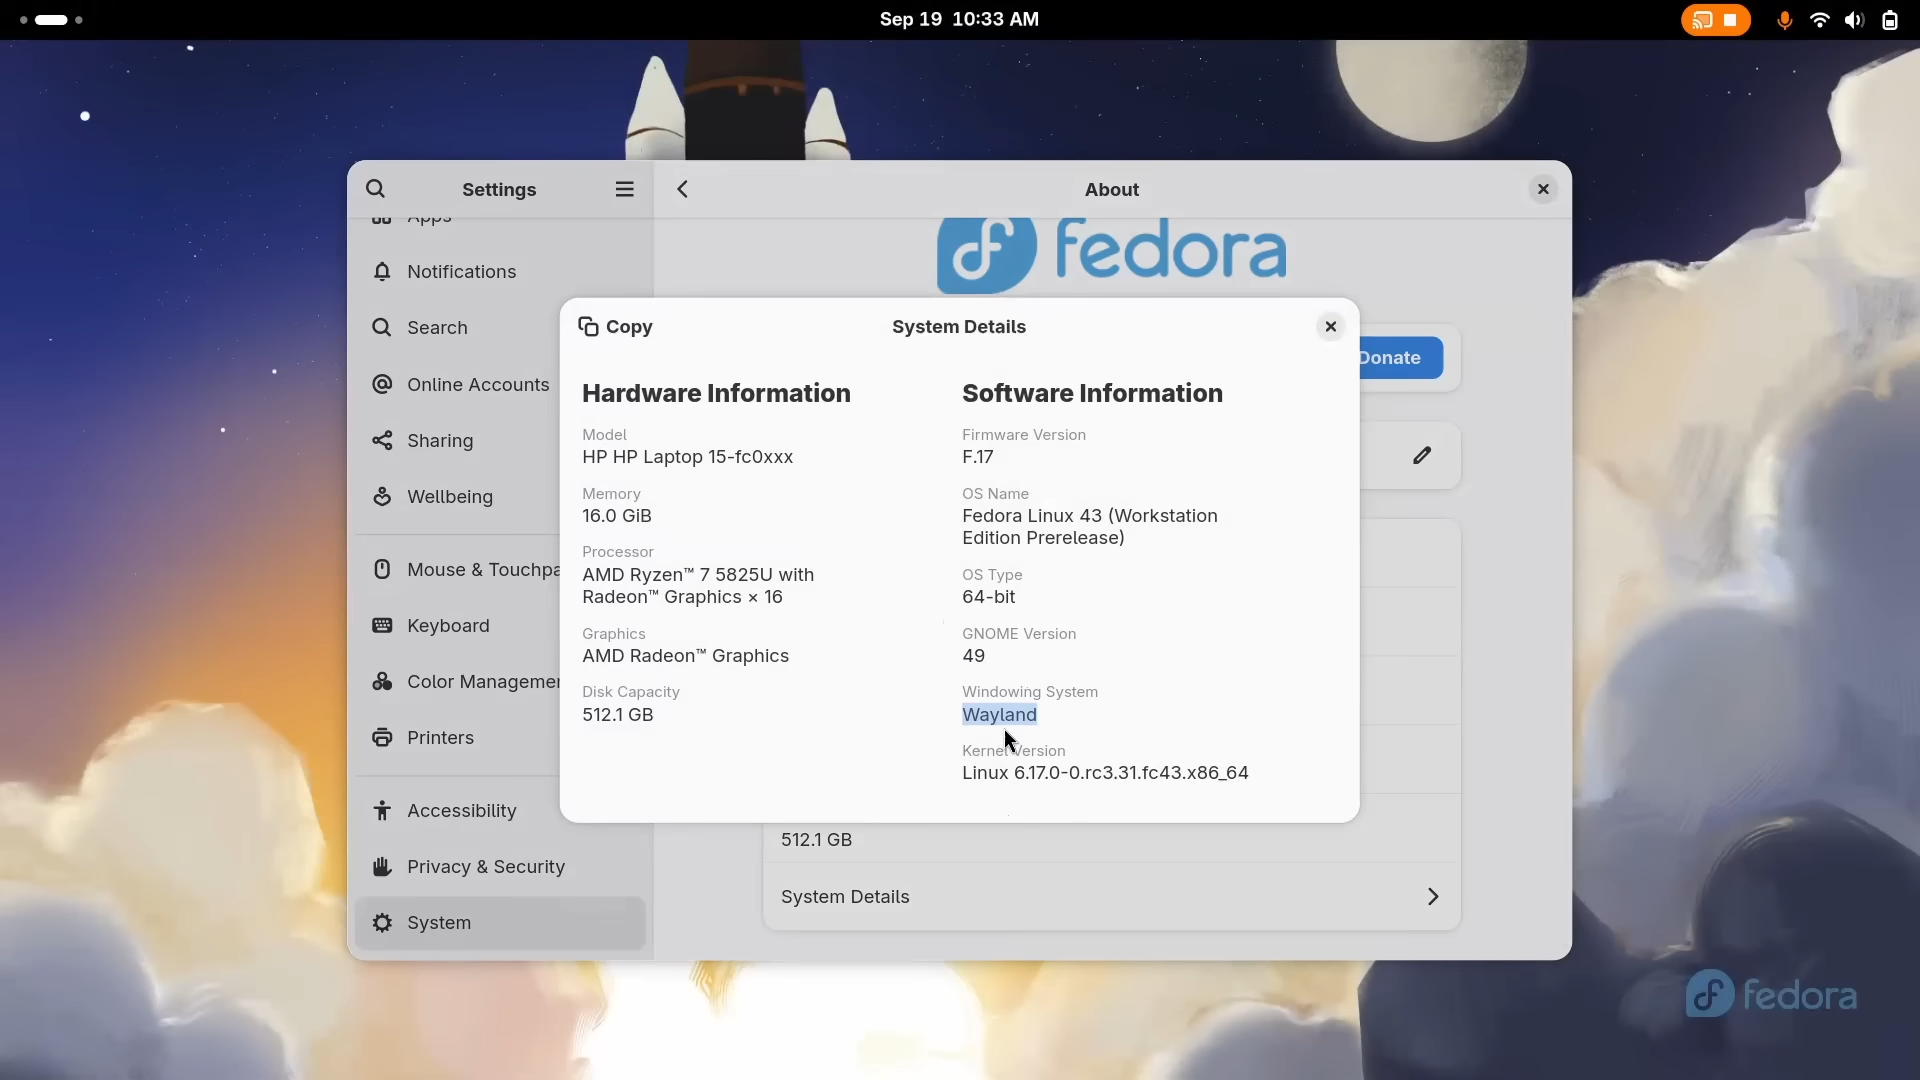 Sep 19 10:33 AM
Settings
About
Apps
Notifications
Search
Online Accounts
Sharing
Wellbeing
Mouse & Touchpa
Keyboard
Color Managemen
Printers
Accessibility
Privacy & Security
System
fedora
Donate
Copy
System Details
Hardware Information
Model
HP HP Laptop 15-fc0xxx
Memory
16.0 GiB
Processor
AMD Ryzen™ 7 5825U with
Radeon™ Graphics × 16
Graphics
AMD Radeon™ Graphics
Disk Capacity
512.1 GB
Software Information
Firmware Version
F.17
OS Name
Fedora Linux 43 (Workstation
Edition Prerelease)
OS Type
64-bit
GNOME Version
49
Windowing System
Wayland
Kernel Version
Linux 6.17.0-0.rc3.31.fc43.x86_64
512.1 GB
System Details
fedora